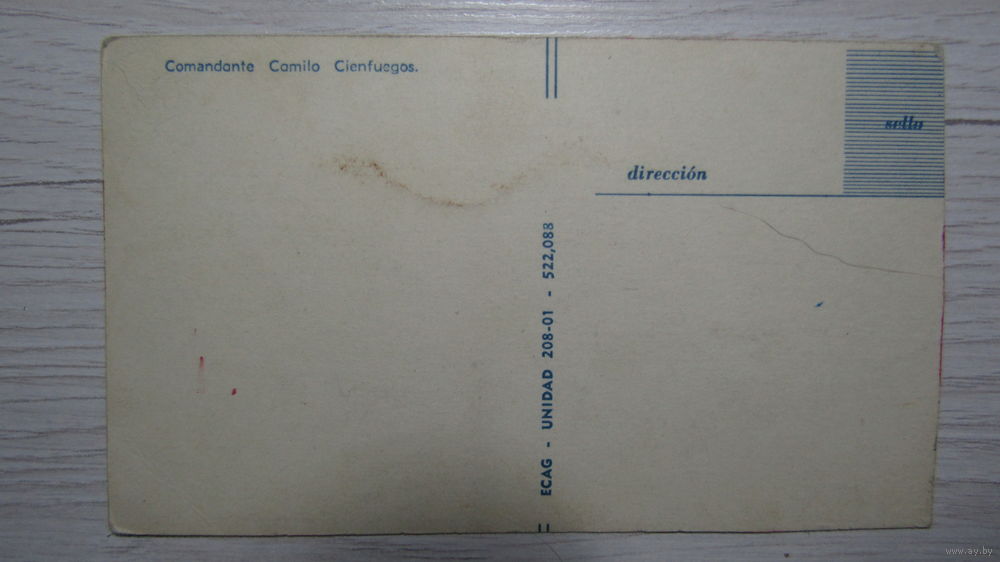 Comandante Camilo Cienfuegos.
sello
dirección
ECAG - UNIDAD 208-01 - 522,088
www.ay.by